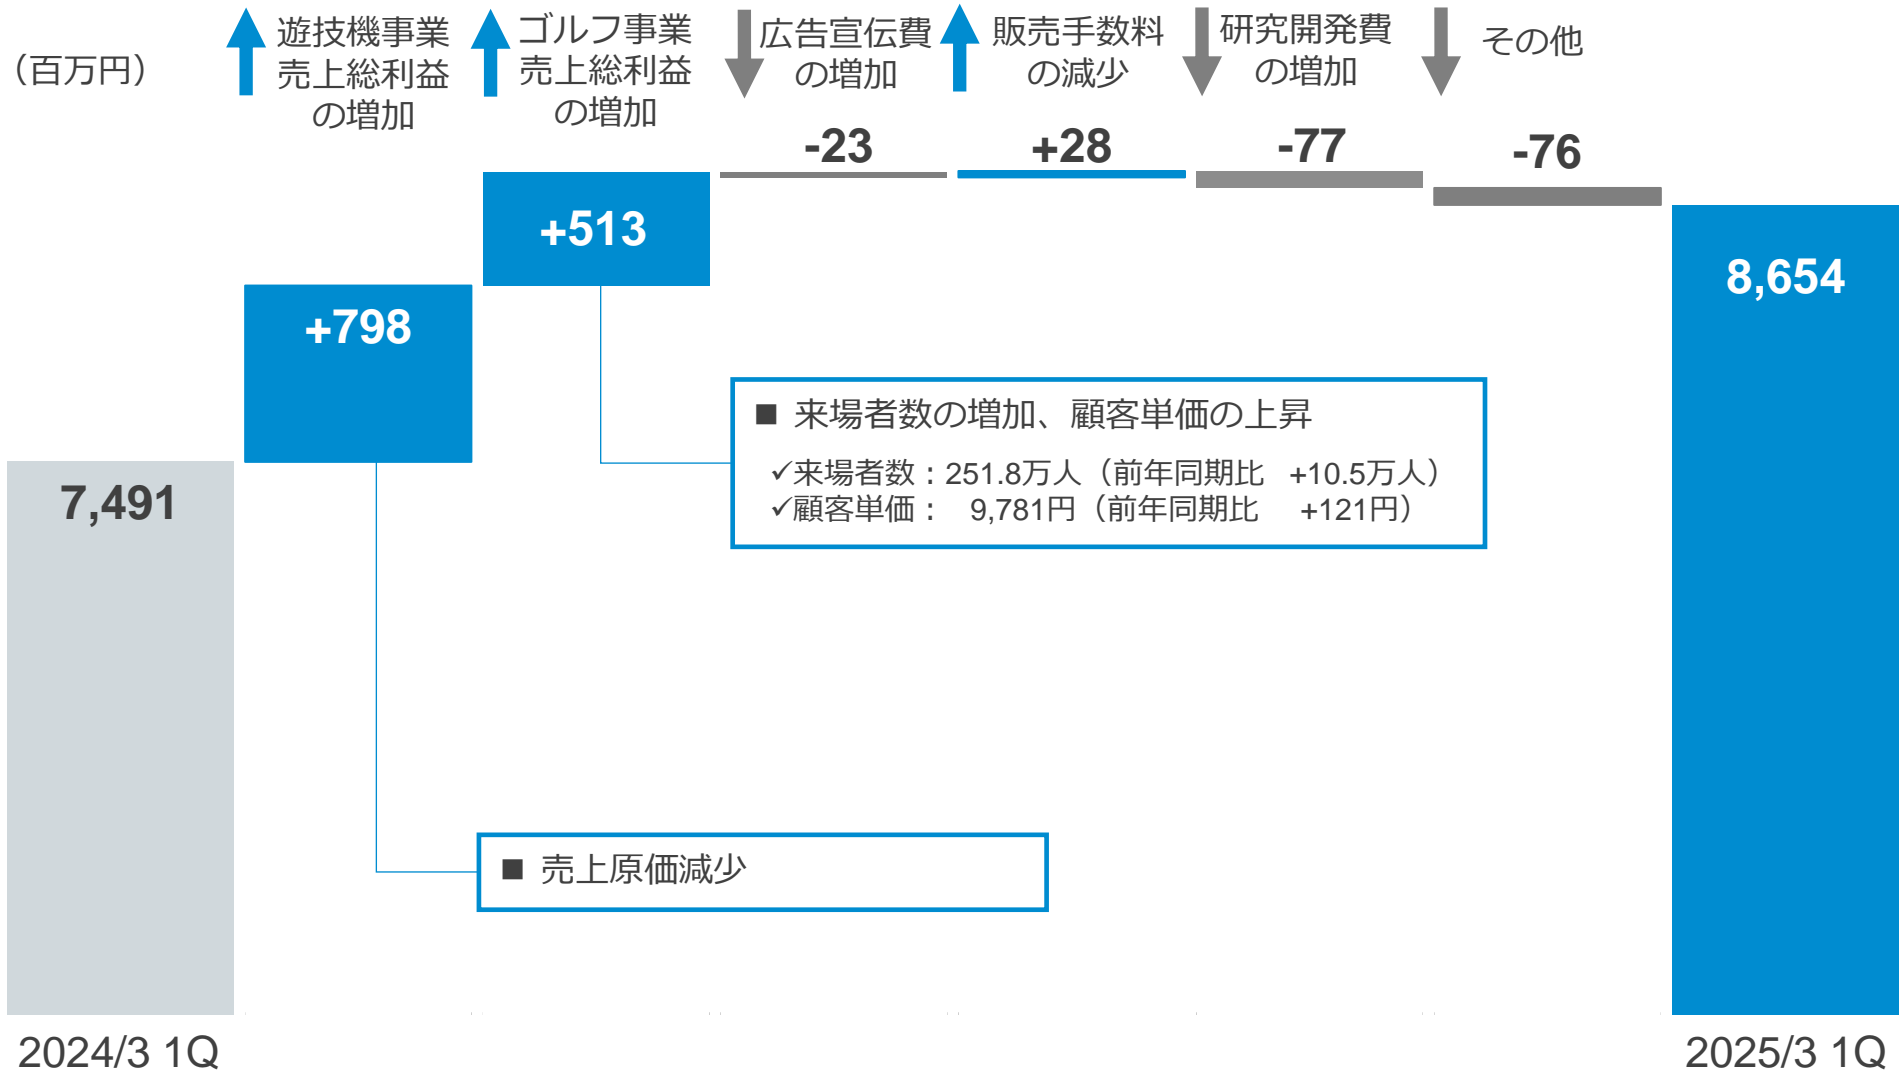 （百万円）
遊技機事業
売上総利益
の増加
ゴルフ事業
売上総利益
の増加
広告宣伝費
の増加
販売手数料
の減少
研究開発費
の増加
その他
-23
+28
-77
-76
+513
+798
7,491
8,654
■ 来場者数の増加、顧客単価の上昇
✓来場者数：251.8万人（前年同期比 +10.5万人）
✓顧客単価： 9,781円（前年同期比 +121円）
■ 売上原価減少
2024/3 1Q
2025/3 1Q